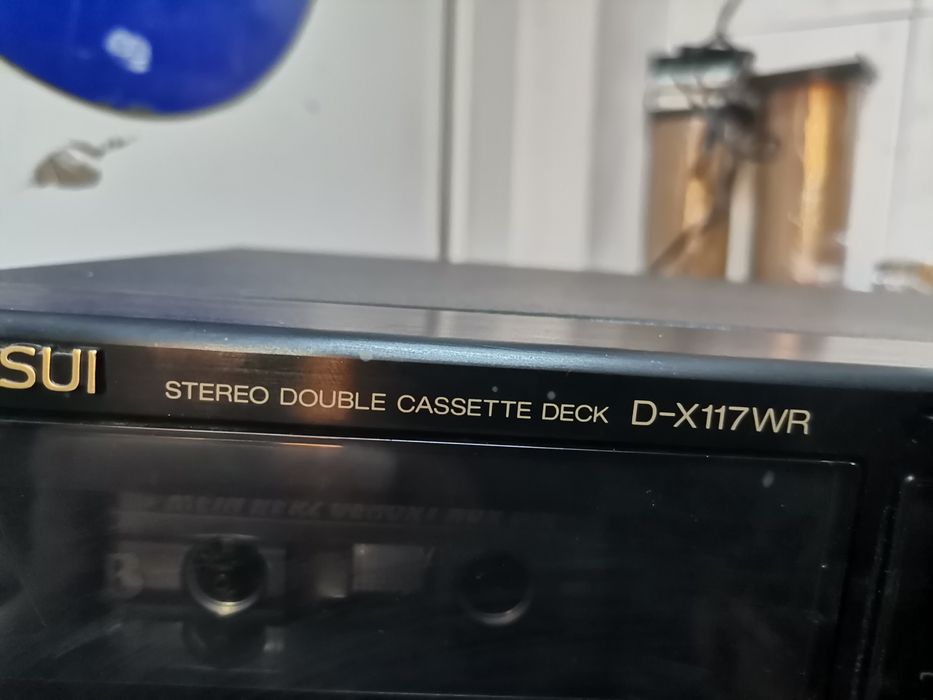 SUI
STEREO DOUBLE CASSETTE DECK D-X117WR